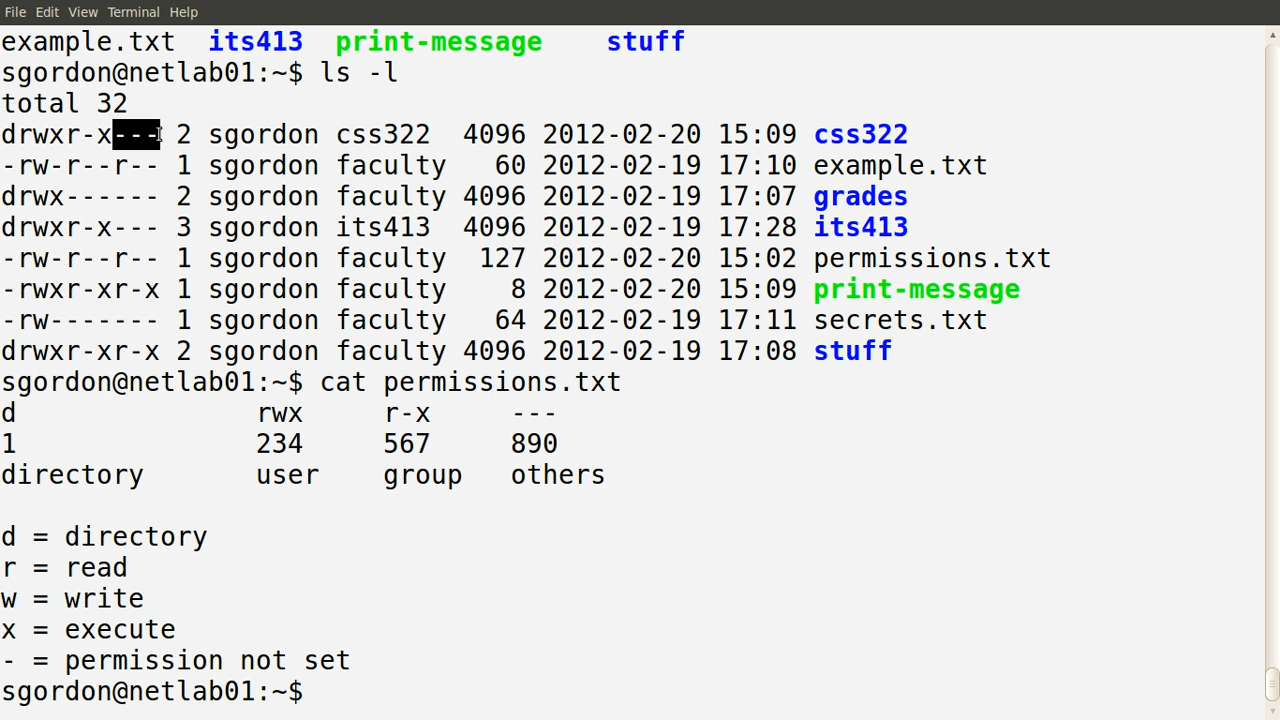 File Edit View Terminal Help
example.txt  its413  print-message    stuff
sgordon@netlab01:~$ ls -l
total 32
drwxr-x--- 2 sgordon css322  4096 2012-02-20 15:09 css322
-rw-r--r-- 1 sgordon faculty   60 2012-02-19 17:10 example.txt
drwx------ 2 sgordon faculty 4096 2012-02-19 17:07 grades
drwxr-x--- 3 sgordon its413  4096 2012-02-19 17:28 its413
-rw-r--r-- 1 sgordon faculty  127 2012-02-20 15:02 permissions.txt
-rwxr-xr-x 1 sgordon faculty    8 2012-02-20 15:09 print-message
-rw------- 1 sgordon faculty   64 2012-02-19 17:11 secrets.txt
drwxr-xr-x 2 sgordon faculty 4096 2012-02-19 17:08 stuff
sgordon@netlab01:~$ cat permissions.txt
d               rwx     r-x     ---
1               234     567     890
directory       user    group   others
d = directory
r = read
w = write
x = execute
- = permission not set
sgordon@netlab01:~$